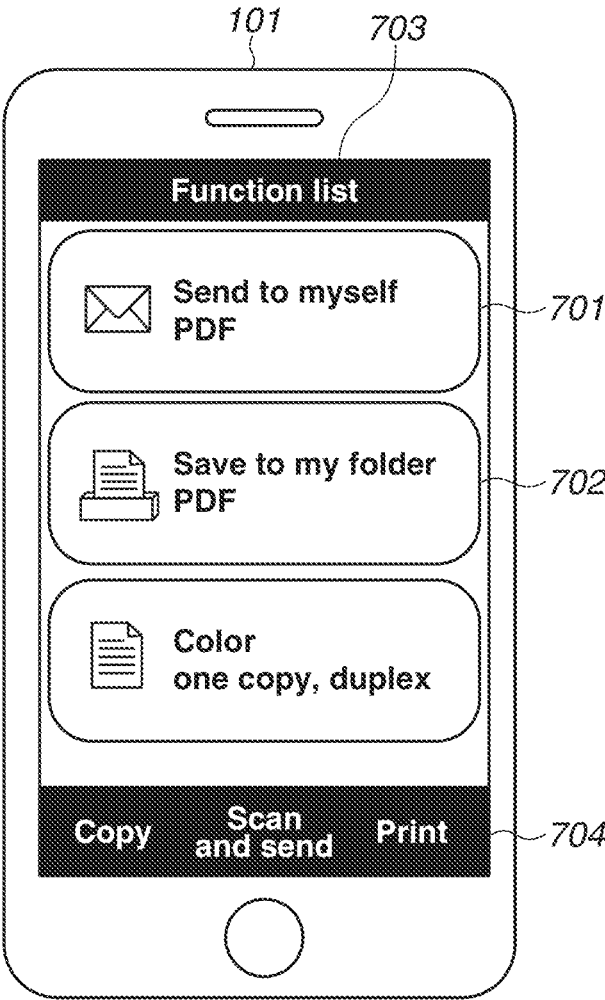 101
703
Function list
Send to myself
PDF
701
Save to my folder
PDF
702
Color
one copy, duplex
Copy
Scan
and send
Print
704